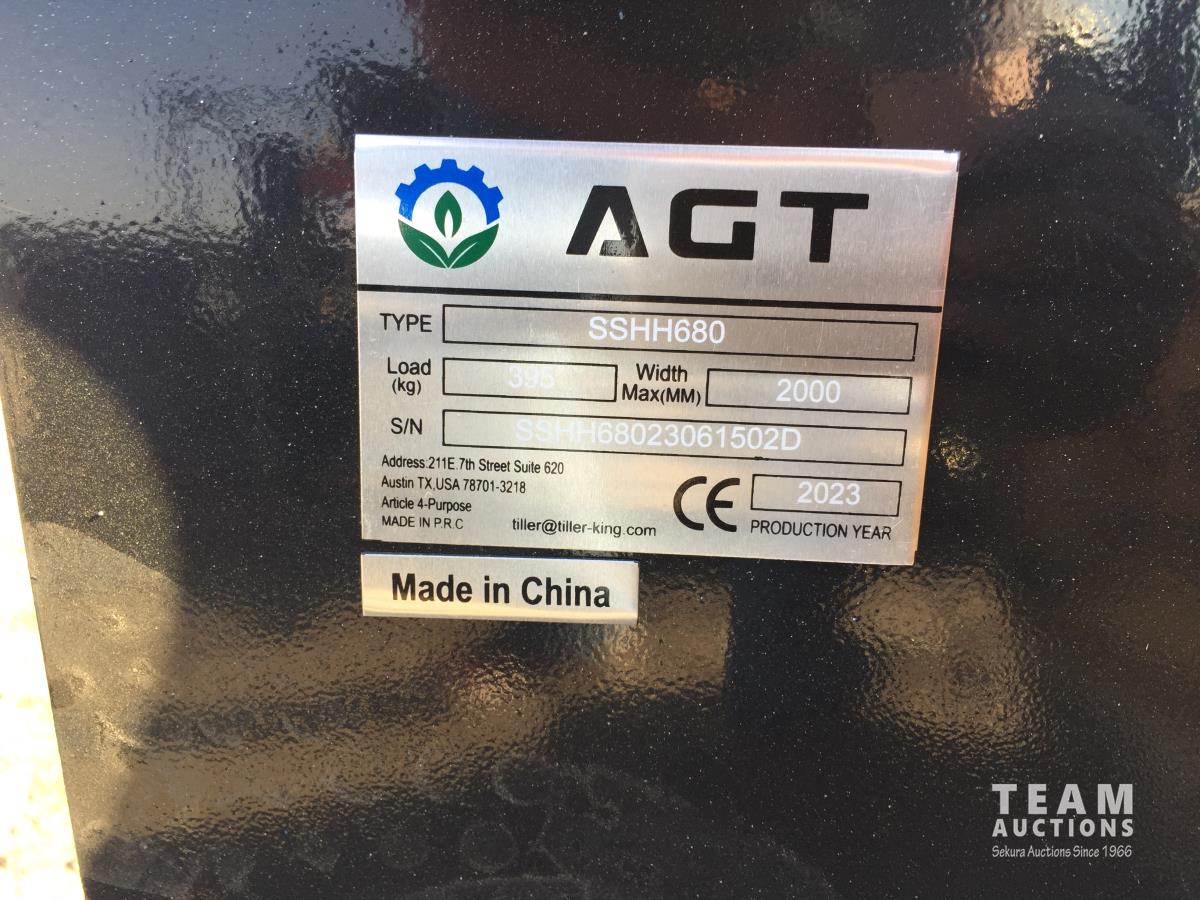 AGT
TYPE SSHH680
Load (kg) 395 Width Max(MM) 2000
S/N SSHH68023061502D
Address:211E.7th Street Suite 620
Austin TX,USA 78701-3218
Article 4-Purpose
MADE IN P.R.C tiller@tiller-king.com
CE 2023
PRODUCTION YEAR
Made in China
TEAM
AUCTIONS
Sekura Auctions Since 1966